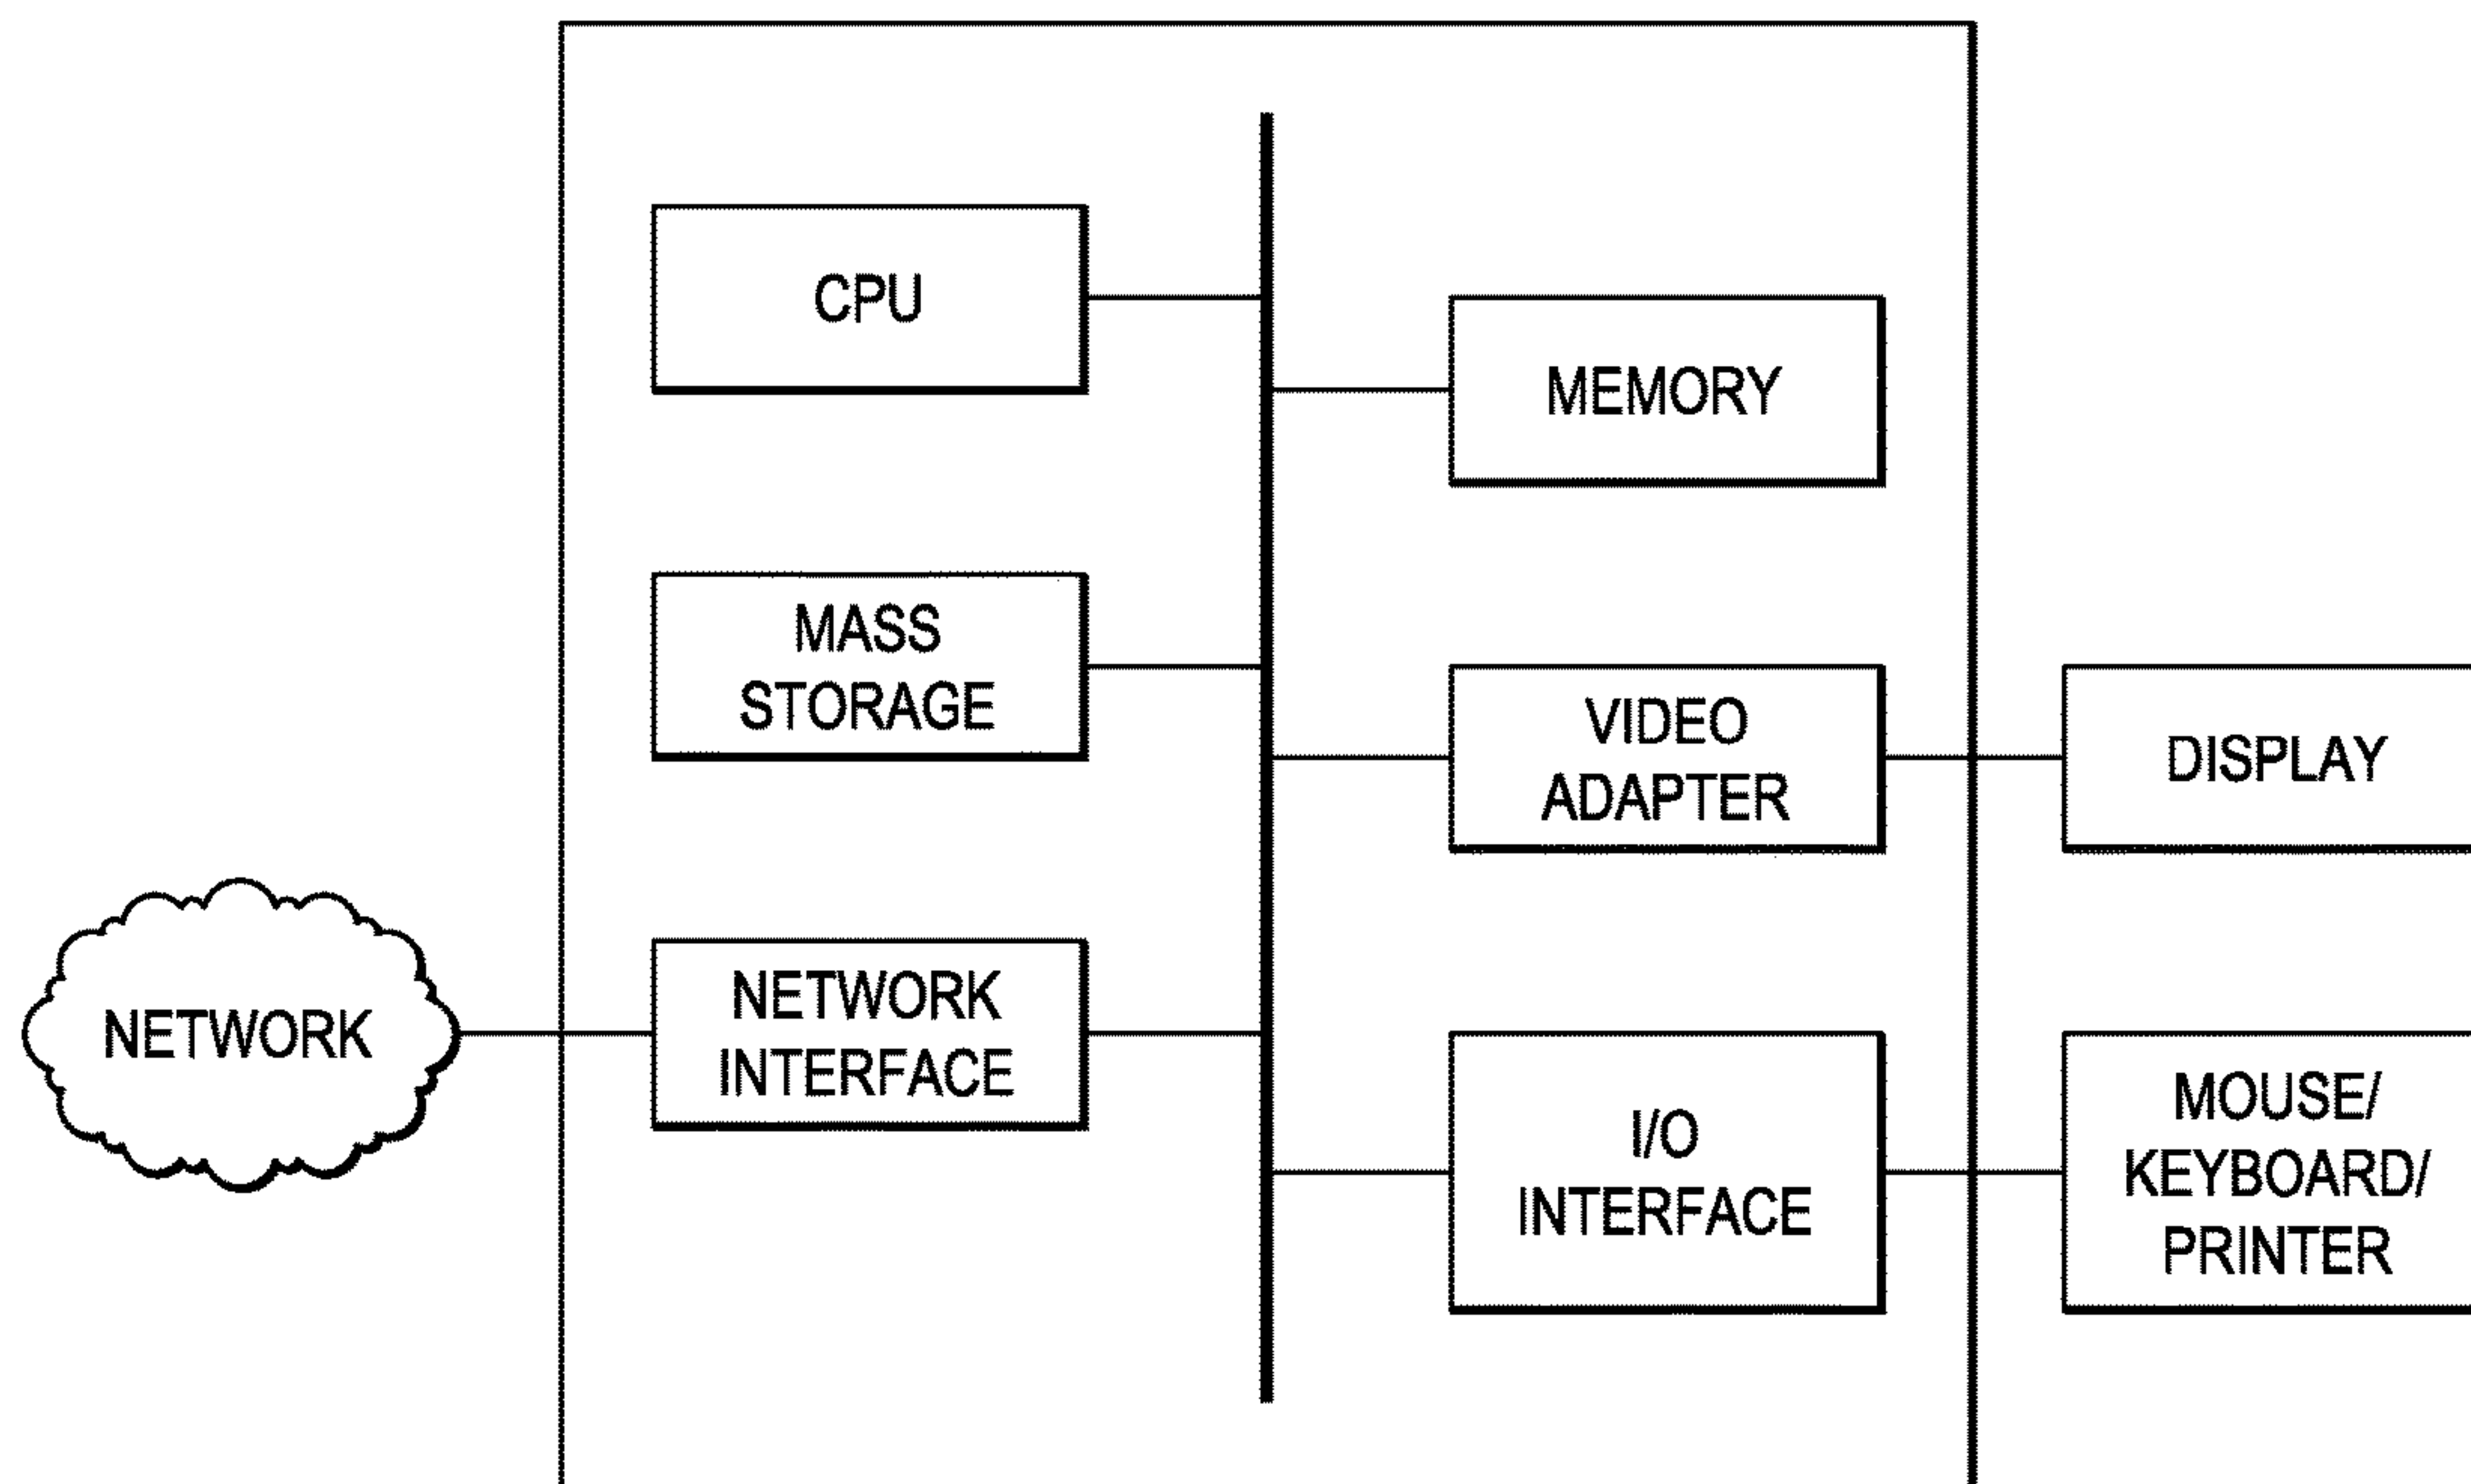 CPU
MEMORY
MASS
STORAGE
VIDEO
ADAPTER
DISPLAY
NETWORK
NETWORK
INTERFACE
I/O
INTERFACE
MOUSE/
KEYBOARD/
PRINTER